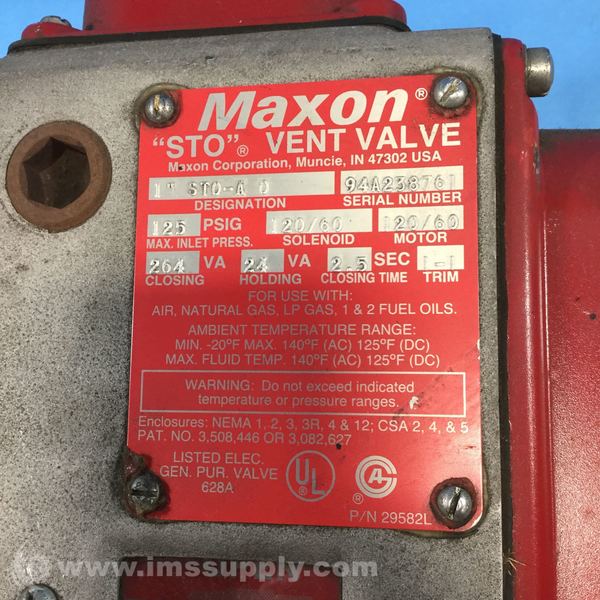 Maxon®
"STO"® VENT VALVE
Maxon Corporation, Muncie, IN 47302 USA
1" STO-A O 94A238761
DESIGNATION SERIAL NUMBER
125 PSIG 120/60 120/60
MAX. INLET PRESS. SOLENOID MOTOR
264 VA 24 VA 2.5 SEC 1-1
CLOSING HOLDING CLOSING TIME TRIM
FOR USE WITH:
AIR, NATURAL GAS, LP GAS, 1 & 2 FUEL OILS.
AMBIENT TEMPERATURE RANGE:
MIN. -20°F MAX. 140°F (AC) 125°F (DC)
MAX. FLUID TEMP. 140°F (AC) 125°F (DC)
WARNING: Do not exceed indicated
temperature or pressure ranges.
Enclosures: NEMA 1, 2, 3, 3R, 4 & 12; CSA 2, 4, & 5
PAT. NO. 3,508,446 OR 3,082,627
LISTED ELEC.
GEN. PUR. VALVE
628A
UL ®
AG ®
P/N 29582L
© www.imssupply.com